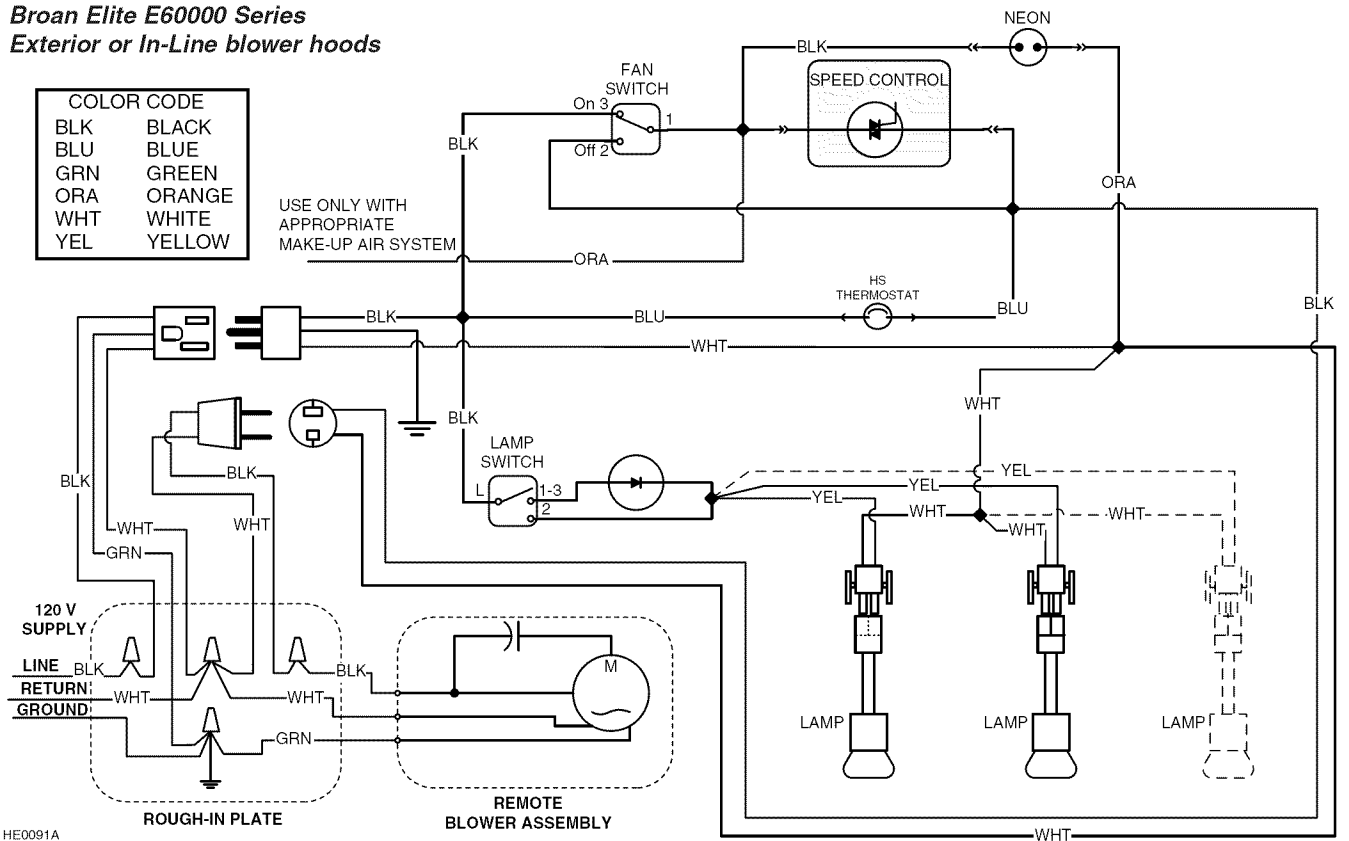 Broan Elite E60000 Series
Exterior or In-Line blower hoods
COLOR CODE
BLK BLACK
BLU BLUE
GRN GREEN
ORA ORANGE
WHT WHITE
YEL YELLOW
NEON
BLK
FAN
SWITCH
On 3
1
Off 2
SPEED CONTROL
BLK
ORA
USE ONLY WITH
APPROPRIATE
MAKE-UP AIR SYSTEM
ORA
HS
THERMOSTAT
BLK
BLU
BLU
BLK
WHT
WHT
BLK
LAMP
SWITCH
L
1-3
2
YEL
YEL
YEL
WHT
WHT
WHT
BLK
BLK
WHT
WHT
GRN
120 V
SUPPLY
LINE
BLK
RETURN
WHT
GROUND
BLK
WHT
GRN
M
LAMP
LAMP
LAMP
ROUGH-IN PLATE
REMOTE
BLOWER ASSEMBLY
WHT
HE0091A